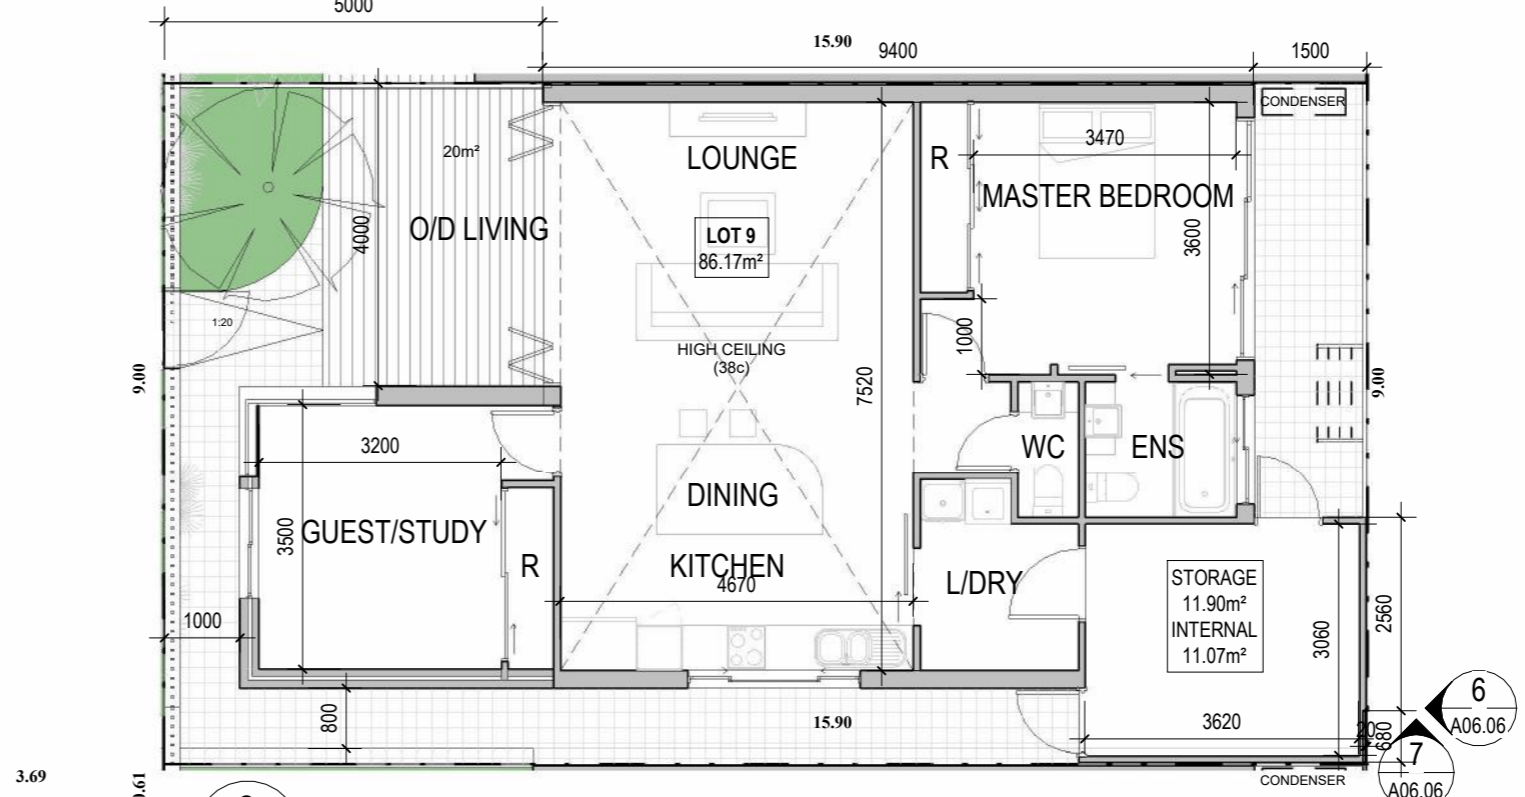 5000
15.90
9400
1500
CONDENSER
20m²
LOUNGE
R
3470
MASTER BEDROOM
O/D LIVING
4000
LOT 9
86.17m²
3600
1:20
HIGH CEILING
(38c)
1000
7520
9.00
9.00
3200
WC
ENS
GUEST/STUDY
3500
DINING
R
KITCHEN
4670
L/DRY
STORAGE
11.90m²
INTERNAL
11.07m²
3060
2560
1000
800
15.90
3620
20
680
6
A06.06
7
A06.06
3.69
CONDENSER